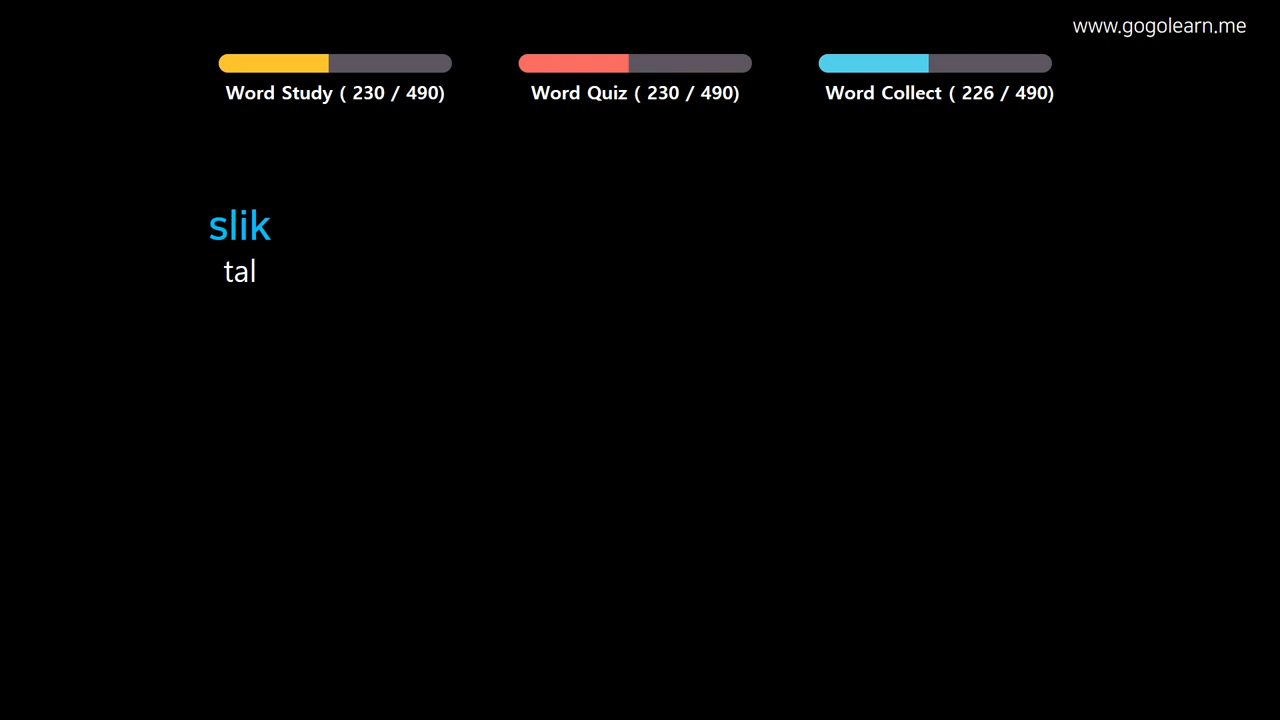 www.gogolearn.me
Word Study ( 230 / 490)
Word Quiz ( 230 / 490)
Word Collect ( 226 / 490)
slik
tal